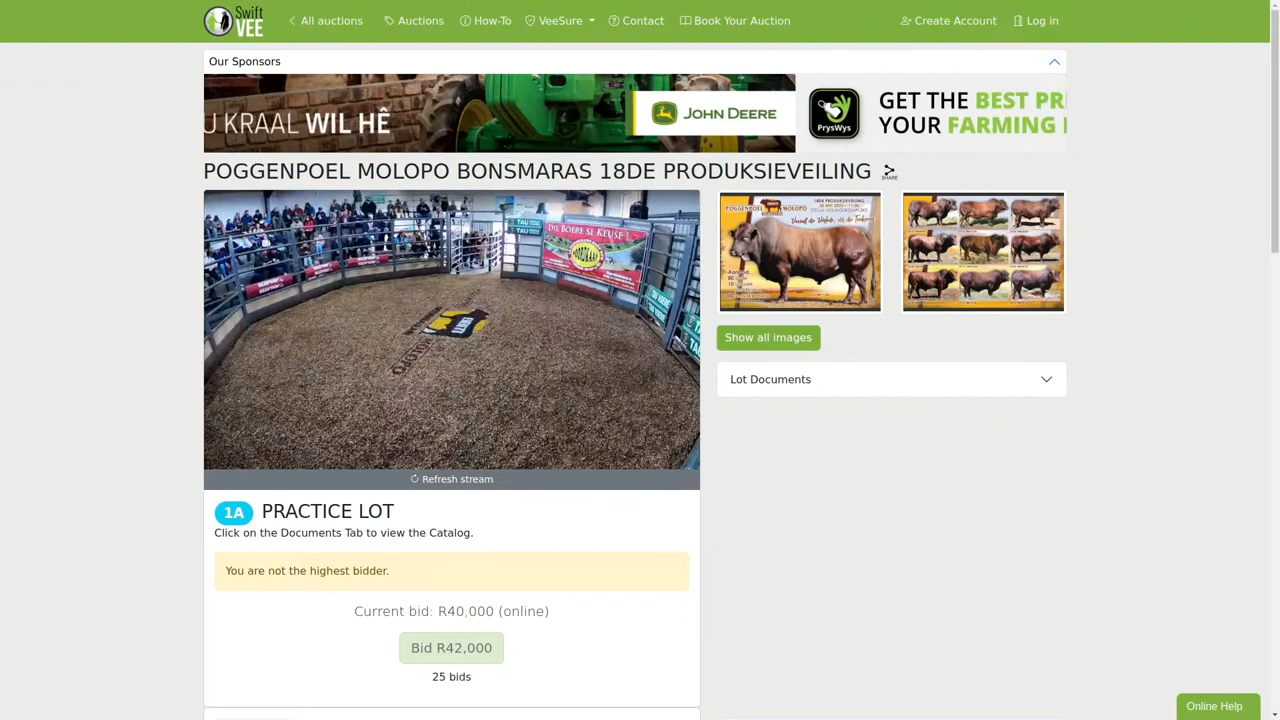 Swift
VEE
All auctions
Auctions
How-To
VeeSure
Contact
Book Your Auction
Create Account
Log in
Our Sponsors
U KRAAL WIL HÊ
JOHN DEERE
PrysWys
GET THE BEST PR
YOUR FARMING
POGGENPOEL MOLOPO BONSMARAS 18DE PRODUKSIEVEILING
SHARE
DIE BOERE SE KEUSE
POGGENPOEL MOLOPO
18DE PRODUKSIEVEILING
Show all images
Lot Documents
Refresh stream
1A PRACTICE LOT
Click on the Documents Tab to view the Catalog.
You are not the highest bidder.
Current bid: R40,000 (online)
Bid R42,000
25 bids
Online Help